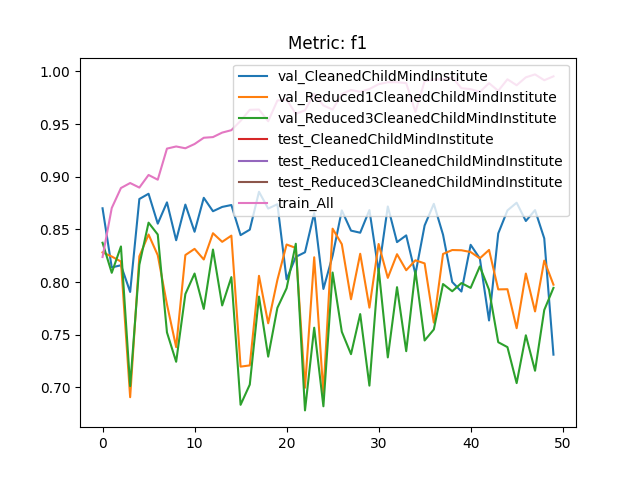 Metric: f1
1.00
0.95
0.90
0.85
0.80
0.75
0.70
val_CleanedChildMindInstitute
val_Reduced1CleanedChildMindInstitute
val_Reduced3CleanedChildMindInstitute
test_CleanedChildMindInstitute
test_Reduced1CleanedChildMindInstitute
test_Reduced3CleanedChildMindInstitute
train_All
0 10 20 30 40 50